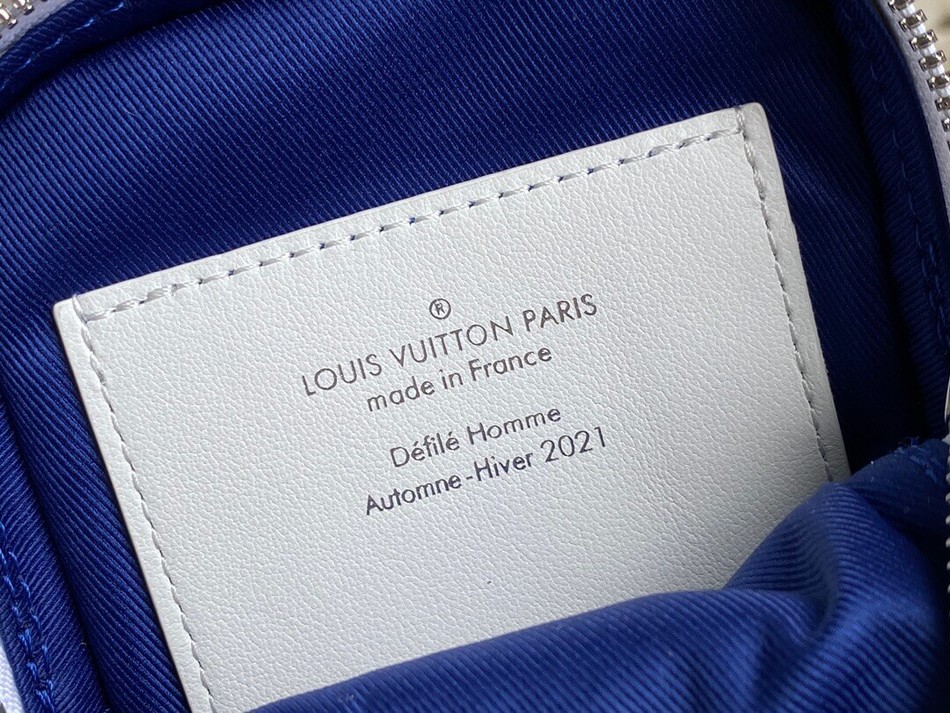 ®
LOUIS VUITTON PARIS
made in France
Défilé Homme
Automne-Hiver 2021